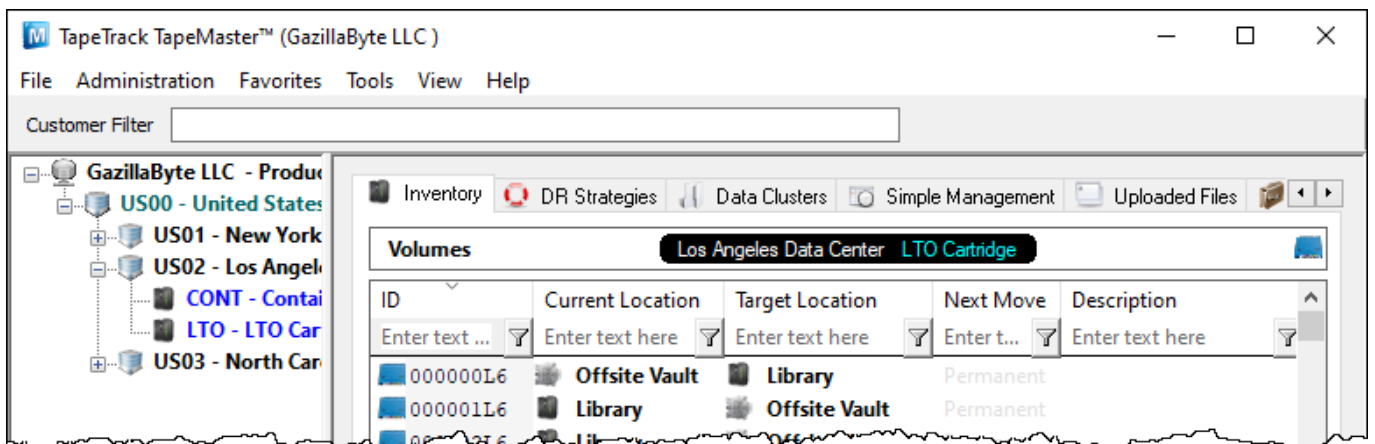 TapeTrack TapeMaster™ (GazillaByte LLC )
File Administration Favorites Tools View Help
Customer Filter
GazillaByte LLC - Produc
US00 - United States
US01 - New York
US02 - Los Angel
CONT - Contai
LTO - LTO Car
US03 - North Car
Inventory DR Strategies Data Clusters Simple Management Uploaded Files
Volumes Los Angeles Data Center LTO Cartridge
ID Current Location Target Location Next Move Description
Enter text ... Enter text here Enter text here Enter t... Enter text here
000000L6 Offsite Vault Library Permanent
000001L6 Library Offsite Vault Permanent